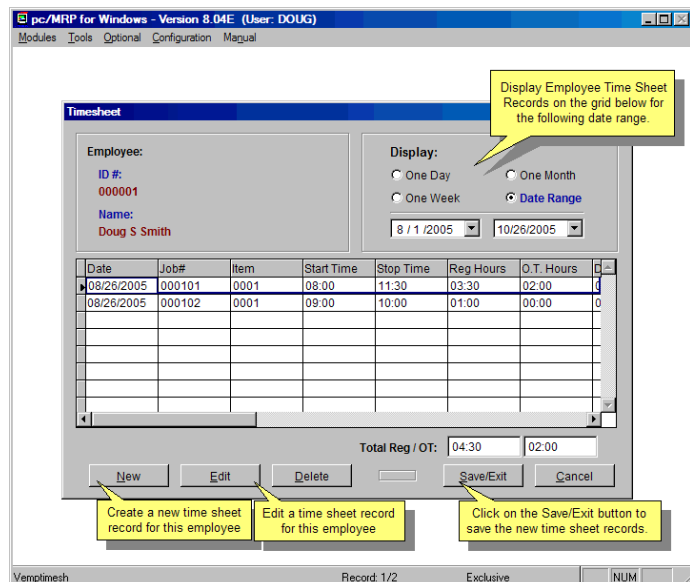 pc/MRP for Windows - Version 8.04E (User: DOUG)
Modules Tools Optional Configuration Manual
Display Employee Time Sheet
Records on the grid below for
the following date range.
Timesheet
Employee:
ID #:
000001
Name:
Doug S Smith
Display:
One Day
One Month
One Week
Date Range
8 / 1 /2005
10/26/2005
Date Job# Item Start Time Stop Time Reg Hours O.T. Hours D
08/26/2005 000101 0001 08:00 11:30 03:30 02:00 0
08/26/2005 000102 0001 09:00 10:00 01:00 00:00 0
Total Reg / OT: 04:30 02:00
New Edit Delete Save/Exit Cancel
Create a new time sheet
record for this employee
Edit a time sheet record
for this employee
Click on the Save/Exit button to
save the new time sheet records.
Vemptimesh Record: 1/2 Exclusive NUM